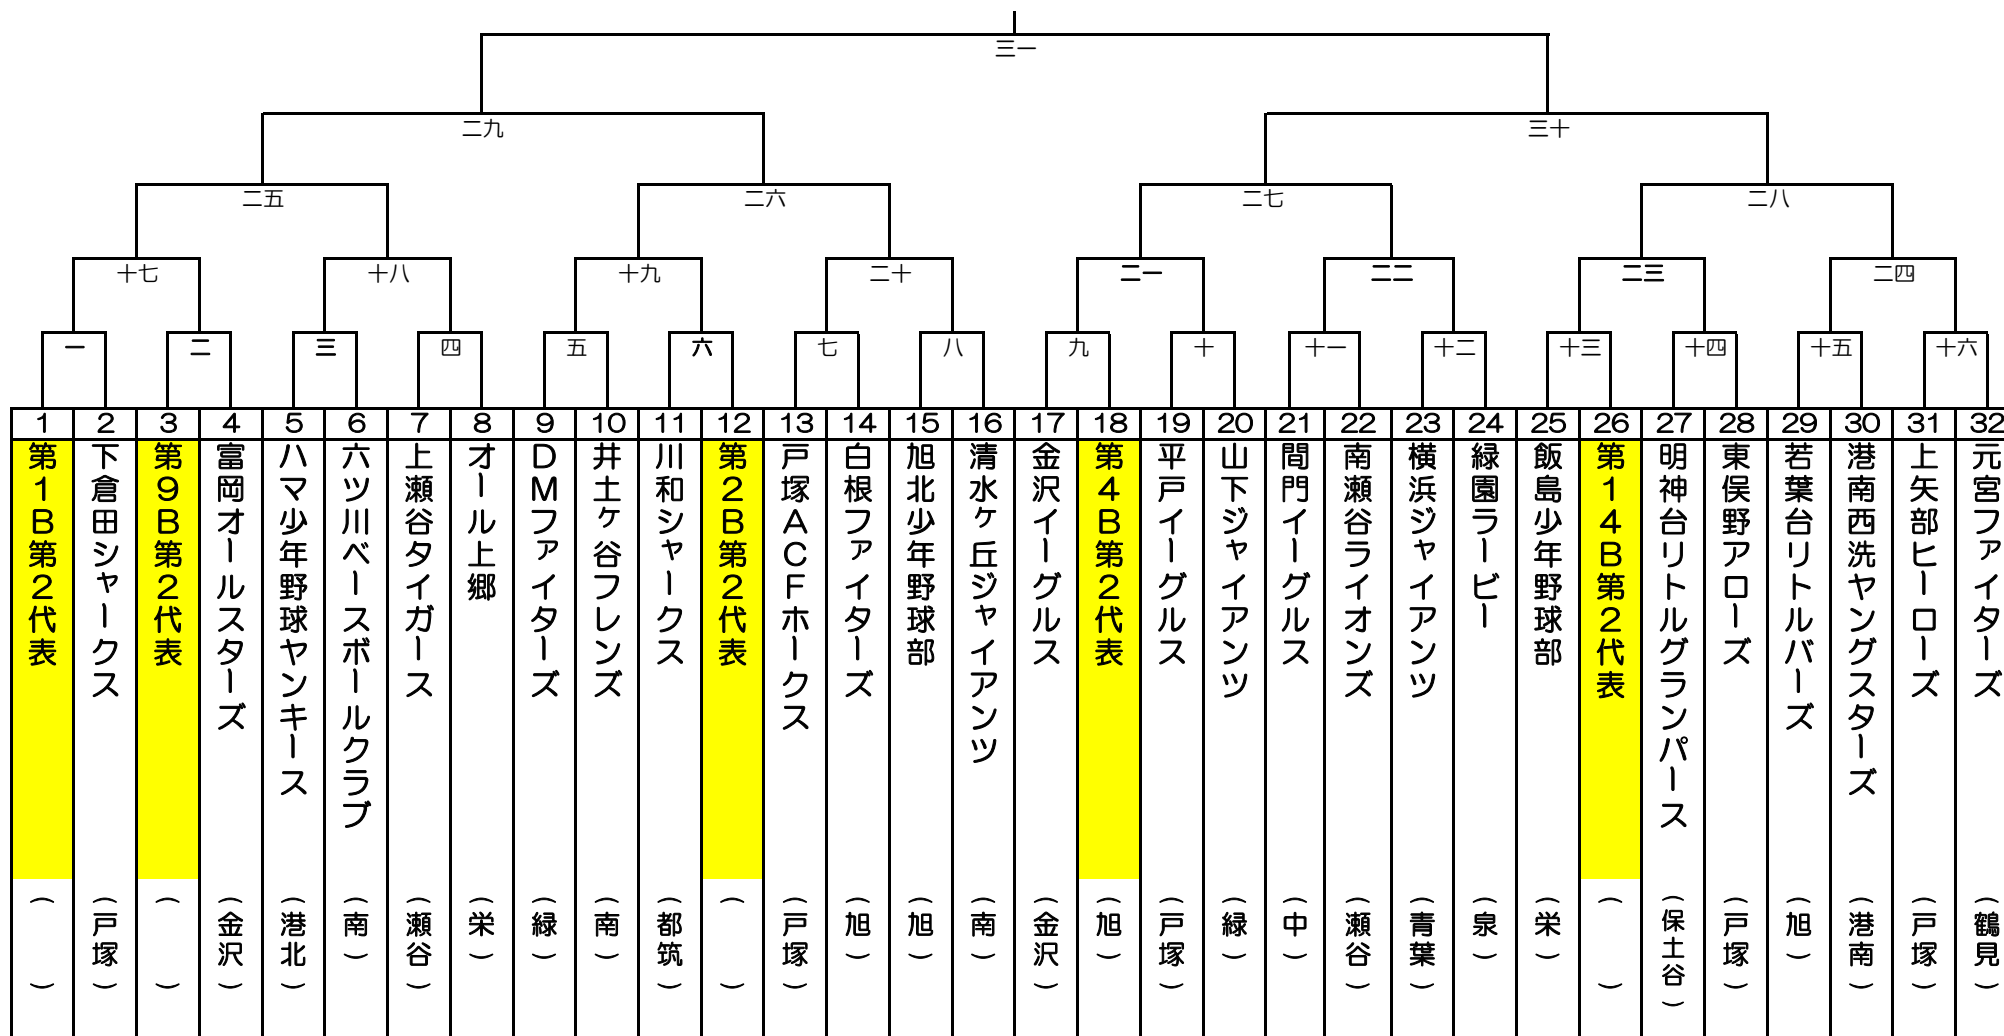 三一
二九
三十
二五
二六
二七
二八
十七
十八
十九
二十
二一
二二
二三
二四
一
二
三
四
五
六
七
八
九
十
十一
十二
十三
十四
十五
十六
1
2
3
4
5
6
7
8
9
10
11
12
13
14
15
16
17
18
19
20
21
22
23
24
25
26
27
28
29
30
31
32
第1B第2代表
下倉田シャークス
第9B第2代表
富岡オールスターズ
ハマ少年野球ヤンキース
六ツ川ベースボールクラブ
上瀬谷タイガース
オール上郷
DMファイターズ
井土ヶ谷フレンズ
川和シャークス
第2B第2代表
戸塚ACFホークス
白根ファイターズ
旭北少年野球部
清水ヶ丘ジャイアンツ
金沢イーグルス
第4B第2代表
平戸イーグルス
山下ジャイアンツ
間門イーグルス
南瀬谷ライオンズ
横浜ジャイアンツ
緑園ラービー
飯島少年野球部
第14B第2代表
明神台リトルグランパース
東俣野アローズ
若葉台リトルバーズ
港南西洗ヤングスターズ
上矢部ヒーローズ
元宮ファイターズ
（　）
（戸塚）
（　）
（金沢）
（港北）
（南）
（瀬谷）
（栄）
（緑）
（南）
（都筑）
（　）
（戸塚）
（旭）
（旭）
（南）
（金沢）
（旭）
（戸塚）
（緑）
（中）
（瀬谷）
（青葉）
（泉）
（栄）
（　）
（保土谷）
（戸塚）
（旭）
（港南）
（戸塚）
（鶴見）